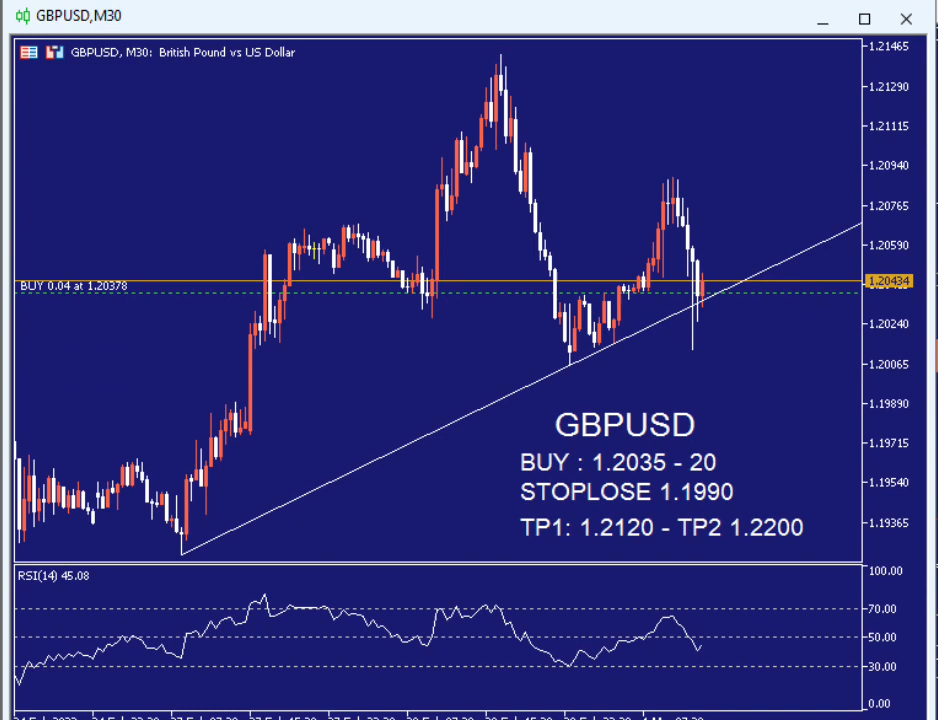 GBPUSD,M30
GBPUSD, M30: British Pound vs US Dollar
1.21465
1.21290
1.21115
1.20940
1.20765
1.20590
BUY 0.04 at 1.20378
1.20434
1.20240
1.20065
1.19890
1.19715
1.19540
1.19365
GBPUSD
BUY : 1.2035 - 20
STOPLOSE 1.1990
TP1: 1.2120 - TP2 1.2200
RSI(14) 45.08
100.00
70.00
50.00
30.00
0.00